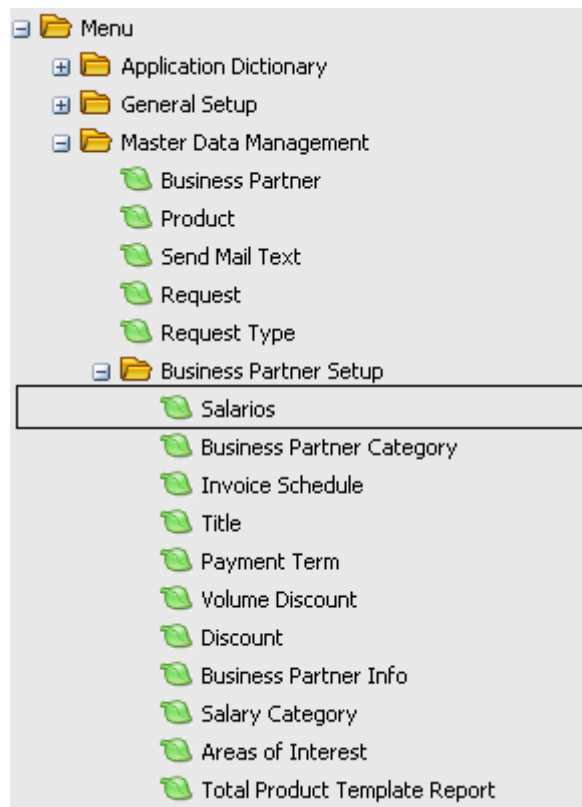 Menu
Application Dictionary
General Setup
Master Data Management
Business Partner
Product
Send Mail Text
Request
Request Type
Business Partner Setup
Salarios
Business Partner Category
Invoice Schedule
Title
Payment Term
Volume Discount
Discount
Business Partner Info
Salary Category
Areas of Interest
Total Product Template Report